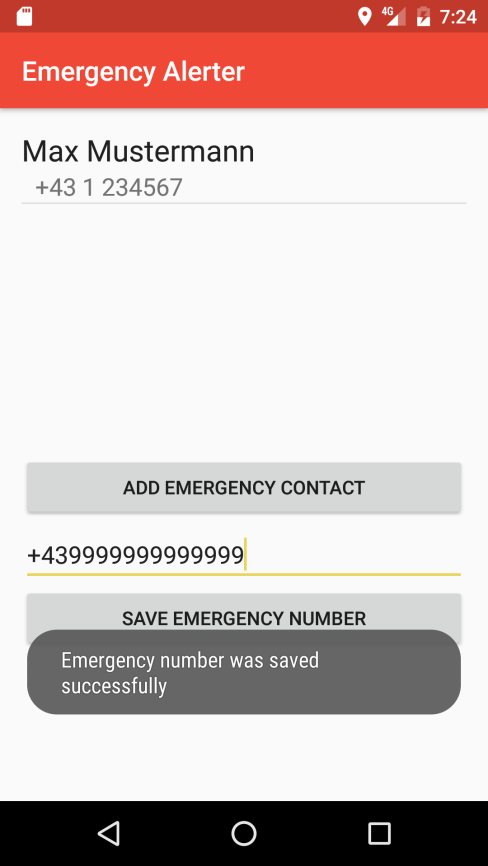 4G 7:24
Emergency Alerter
Max Mustermann
+43 1 234567
ADD EMERGENCY CONTACT
+439999999999999
SAVE EMERGENCY NUMBER
Emergency number was saved
successfully